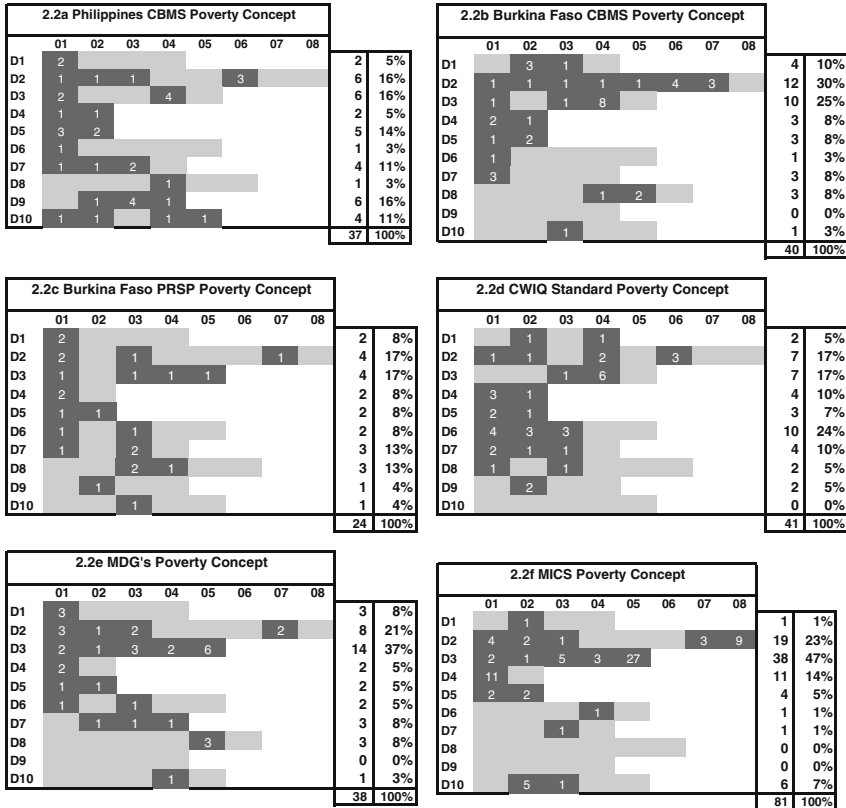 2.2a Philippines CBMS Poverty Concept
01 02 03 04 05 06 07 08
D1 2 2 5%
D2 1 1 1 3 6 16%
D3 2 4 6 16%
D4 1 1 2 5%
D5 3 2 5 14%
D6 1 1 3%
D7 1 1 2 4 11%
D8 1 1 3%
D9 1 4 1 6 16%
D10 1 1 1 1 4 11%
37 100%
2.2b Burkina Faso CBMS Poverty Concept
01 02 03 04 05 06 07 08
D1 3 1 4 10%
D2 1 1 1 1 1 4 3 12 30%
D3 1 1 8 10 25%
D4 2 1 3 8%
D5 1 2 3 8%
D6 1 1 3%
D7 3 3 8%
D8 1 2 3 8%
D9 0 0%
D10 1 1 3%
40 100%
2.2c Burkina Faso PRSP Poverty Concept
01 02 03 04 05 06 07 08
D1 2 2 8%
D2 2 1 1 4 17%
D3 1 1 1 1 4 17%
D4 2 2 8%
D5 1 1 2 8%
D6 1 1 2 8%
D7 1 2 3 13%
D8 2 1 3 13%
D9 1 1 4%
D10 1 1 4%
24 100%
2.2d CWIQ Standard Poverty Concept
01 02 03 04 05 06 07 08
D1 1 1 2 5%
D2 1 1 2 3 7 17%
D3 1 6 7 17%
D4 3 1 4 10%
D5 2 1 3 7%
D6 4 3 3 10 24%
D7 2 1 1 4 10%
D8 1 1 2 5%
D9 2 2 5%
D10 0 0%
41 100%
2.2e MDG's Poverty Concept
01 02 03 04 05 06 07 08
D1 3 3 8%
D2 3 1 2 2 8 21%
D3 2 1 3 2 6 14 37%
D4 2 2 5%
D5 1 1 2 5%
D6 1 1 2 5%
D7 1 1 1 3 8%
D8 3 3 8%
D9 0 0%
D10 1 1 3%
38 100%
2.2f MICS Poverty Concept
01 02 03 04 05 06 07 08
D1 1 1 1%
D2 4 2 1 3 9 19 23%
D3 2 1 5 3 27 38 47%
D4 11 11 14%
D5 2 2 4 5%
D6 1 1 1%
D7 1 1 1%
D8 0 0%
D9 0 0%
D10 5 1 6 7%
81 100%